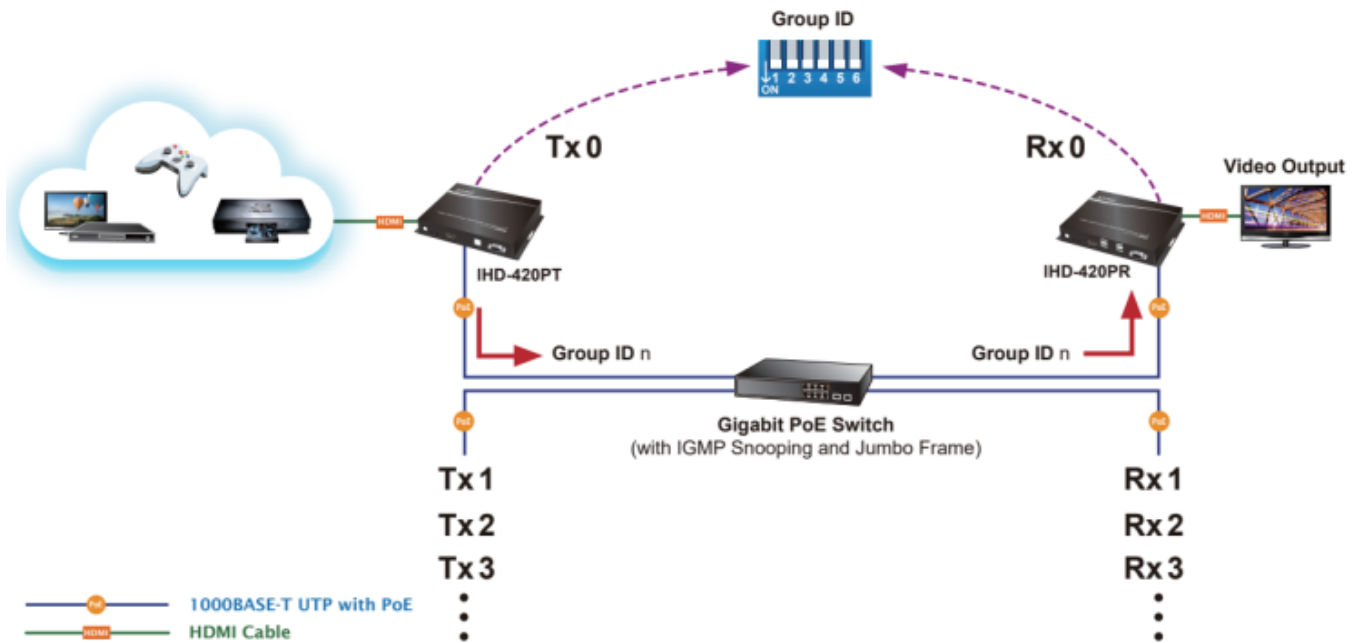 Group ID
1 2 3 4 5 6
ON
Tx 0
Rx 0
Video Output
HDMI
HDMI
IHD-420PT
IHD-420PR
PoE
PoE
Group ID n
Group ID n
Gigabit PoE Switch
(with IGMP Snooping and Jumbo Frame)
PoE
PoE
Tx 1
Rx 1
Tx 2
Rx 2
Tx 3
Rx 3
PoE
1000BASE-T UTP with PoE
HDMI
HDMI Cable